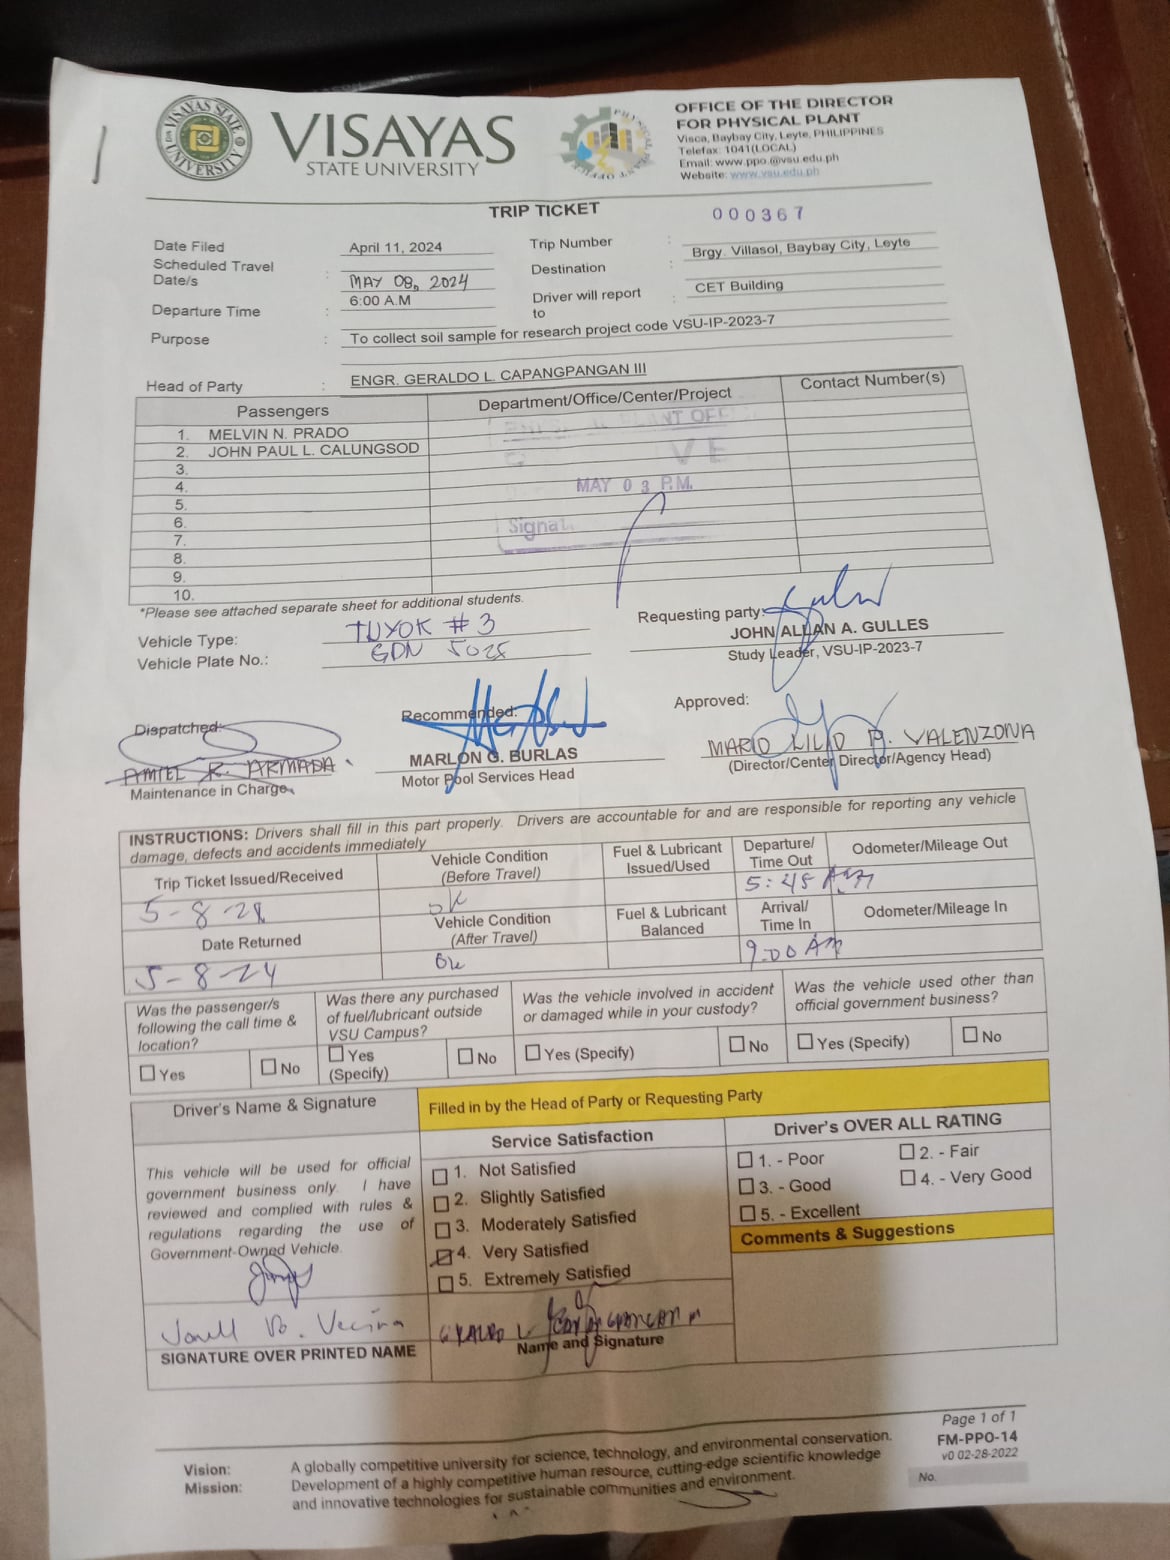 VISAYAS STATE UNIVERSITY
VISAYAS
STATE UNIVERSITY
OFFICE OF THE DIRECTOR
FOR PHYSICAL PLANT
Visca, Baybay City, Leyte, PHILIPPINES
Telefax: 1041(LOCAL)
Email: www.ppo.@vsu.edu.ph
Website: www.vsu.edu.ph
TRIP TICKET
000367
Date Filed April 11, 2024 Trip Number :
Scheduled Travel Date/s : MAY 08, 2024 Destination : Brgy. Villasol, Baybay City, Leyte
Departure Time : 6:00 A.M Driver will report to : CET Building
Purpose : To collect soil sample for research project code VSU-IP-2023-7
Head of Party : ENGR. GERALDO L. CAPANGPANGAN III
Passengers Department/Office/Center/Project Contact Number(s)
1. MELVIN N. PRADO
2. JOHN PAUL L. CALUNGSOD
3.
4.
5.
6.
7.
8.
9.
10.
PLANT OFF
MAY 03 P.M.
Signat
*Please see attached separate sheet for additional students.
Vehicle Type: TUYOK #3
Vehicle Plate No.:
Requesting party:
JOHN ALLAN A. GULLES
Study Leader, VSU-IP-2023-7
Dispatched:
AMIEL R. ARMADA
Maintenance in Charge
Recommended:
MARLON G. BURLAS
Motor Pool Services Head
Approved:
MARIO LILIO P. VALENZONA
(Director/Center Director/Agency Head)
INSTRUCTIONS: Drivers shall fill in this part properly. Drivers are accountable for and are responsible for reporting any vehicle
damage, defects and accidents immediately
Trip Ticket Issued/Received
5-8-24
Vehicle Condition
(Before Travel)
ok
Fuel & Lubricant
Issued/Used
Departure/
Time Out
5:45 AM
Odometer/Mileage Out
Date Returned
5-8-24
Vehicle Condition
(After Travel)
Ok
Fuel & Lubricant
Balanced
Arrival/
Time In
9:00 AM
Odometer/Mileage In
Was the passenger/s
following the call time &
location?
Yes No
Was there any purchased
of fuel/lubricant outside
VSU Campus?
Yes
(Specify)
No
Was the vehicle involved in accident
or damaged while in your custody?
Yes (Specify) No
Was the vehicle used other than
official government business?
Yes (Specify) No
Driver's Name & Signature
This vehicle will be used for official
government business only. I have
reviewed and complied with rules &
regulations regarding the use of
Government-Owned Vehicle.
SIGNATURE OVER PRINTED NAME
Filled in by the Head of Party or Requesting Party
Service Satisfaction
1. Not Satisfied
2. Slightly Satisfied
3. Moderately Satisfied
4. Very Satisfied
5. Extremely Satisfied
Name and Signature
Driver's OVER ALL RATING
1. - Poor 2. - Fair
3. - Good 4. - Very Good
5. - Excellent
Comments & Suggestions
Page 1 of 1
FM-PPO-14
v0 02-28-2022
No.
Vision: A globally competitive university for science, technology, and environmental conservation.
Mission: Development of a highly competitive human resource, cutting-edge scientific knowledge
and innovative technologies for sustainable communities and environment.